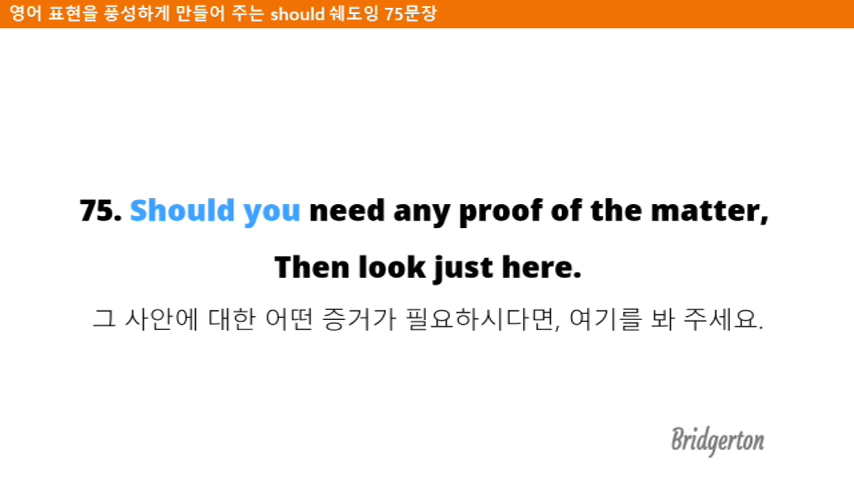 영어 표현을 풍성하게 만들어 주는 should 쉐도잉 75문장
75. Should you need any proof of the matter,
Then look just here.
그 사안에 대한 어떤 증거가 필요하시다면, 여기를 봐 주세요.
Bridgerton